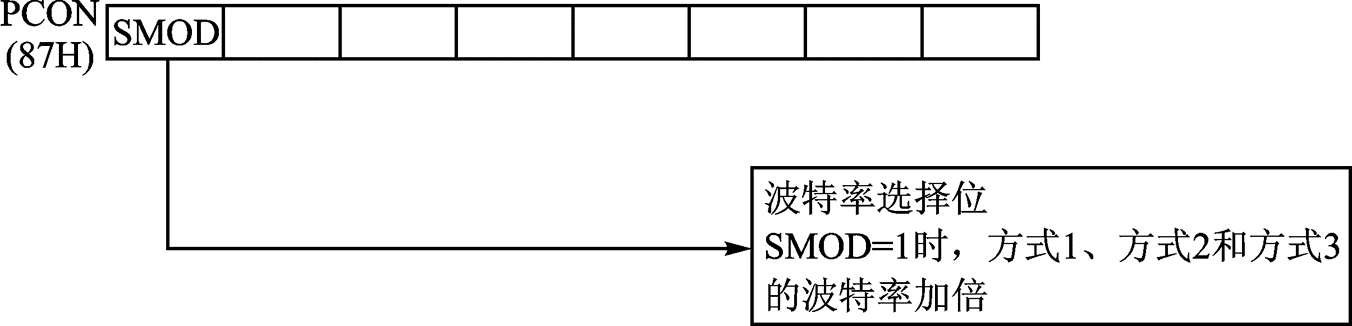 PCON
(87H)
SMOD
波特率选择位
SMOD=1时，方式1、方式2和方式3
的波特率加倍